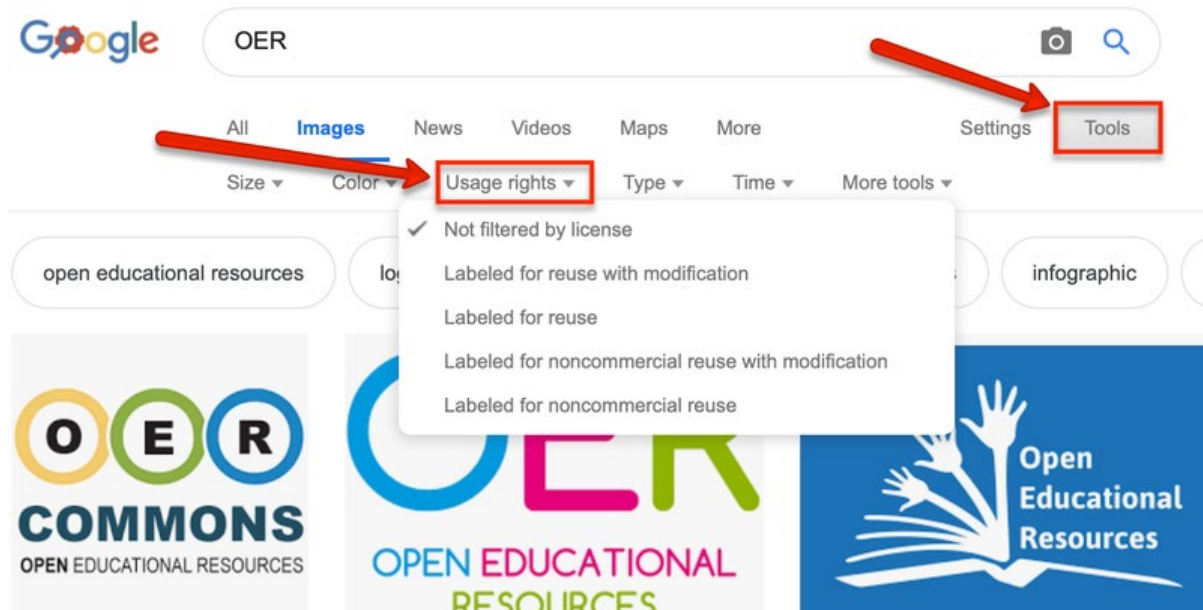 Google
OER
All Images News Videos Maps More Settings Tools
Size Color Usage rights Type Time More tools
Not filtered by license
open educational resources
infographic
Labeled for reuse with modification
Labeled for reuse
Labeled for noncommercial reuse with modification
Labeled for noncommercial reuse
O E R
COMMONS
OPEN EDUCATIONAL RESOURCES
OER
OPEN EDUCATIONAL
RESOURCES
Open
Educational
Resources